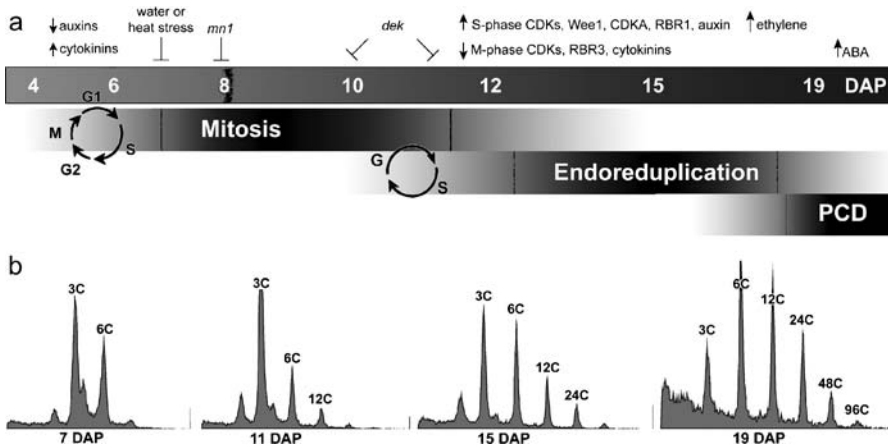 a
↓auxins
↑cytokinins
water or
heat stress
mn1
dek
↑ S-phase CDKs, Wee1, CDKA, RBR1, auxin
↓ M-phase CDKs, RBR3, cytokinins
↑ethylene
↑ABA
4 6 8 10 12 15 19 DAP
G1
M
S
G2
Mitosis
G
S
Endoreduplication
PCD
b
3C
6C
7 DAP
3C
6C
12C
11 DAP
3C
6C
12C
24C
15 DAP
3C
6C
12C
24C
48C
96C
19 DAP